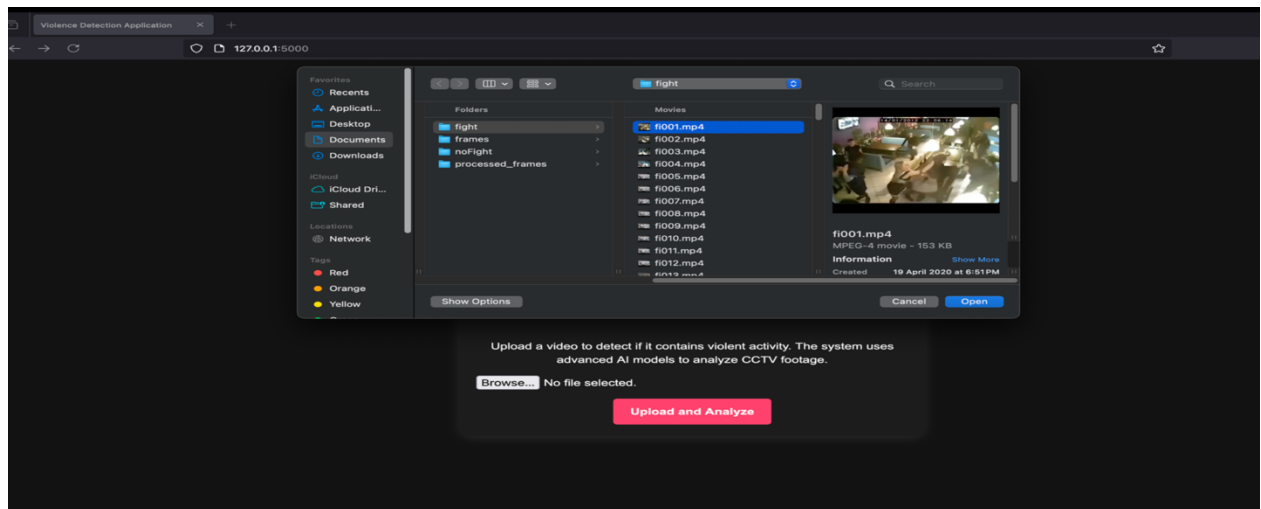 Violence Detection Application
127.0.0.1:5000
Favorites
Recents
Applicati...
Desktop
Documents
Downloads
iCloud
iCloud Dri...
Shared
Locations
Network
Tags
Red
Orange
Yellow
fight
Search
Folders
fight
frames
noFight
processed_frames
Movies
fi001.mp4
fi002.mp4
fi003.mp4
fi004.mp4
fi005.mp4
fi006.mp4
fi007.mp4
fi008.mp4
fi009.mp4
fi010.mp4
fi011.mp4
fi012.mp4
fi013.mp4
fi001.mp4
MPEG-4 movie - 153 KB
Information Show More
Created 19 April 2020 at 6:51 PM
Show Options
Cancel Open
Upload a video to detect if it contains violent activity. The system uses
advanced AI models to analyze CCTV footage.
Browse... No file selected.
Upload and Analyze